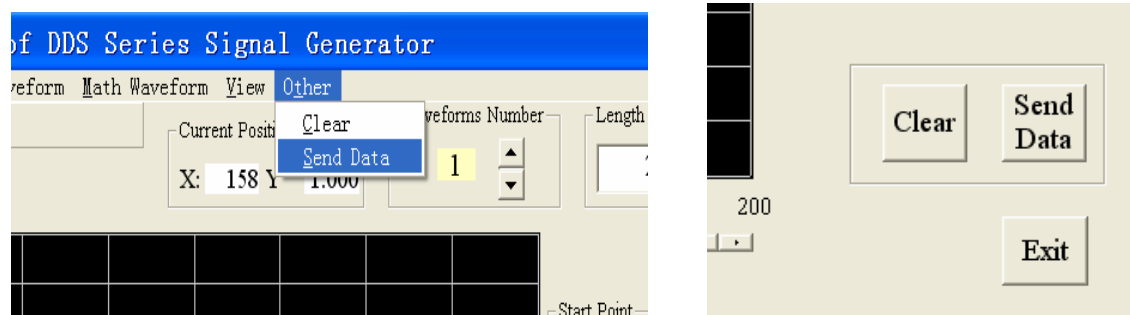 of DDS Series Signal Generator
veform Math Waveform View Other
Clear
Send Data
Current Positi
veforms Number
Length
X: 158 Y 1.000
1
Start Point
Clear
Send
Data
200
Exit